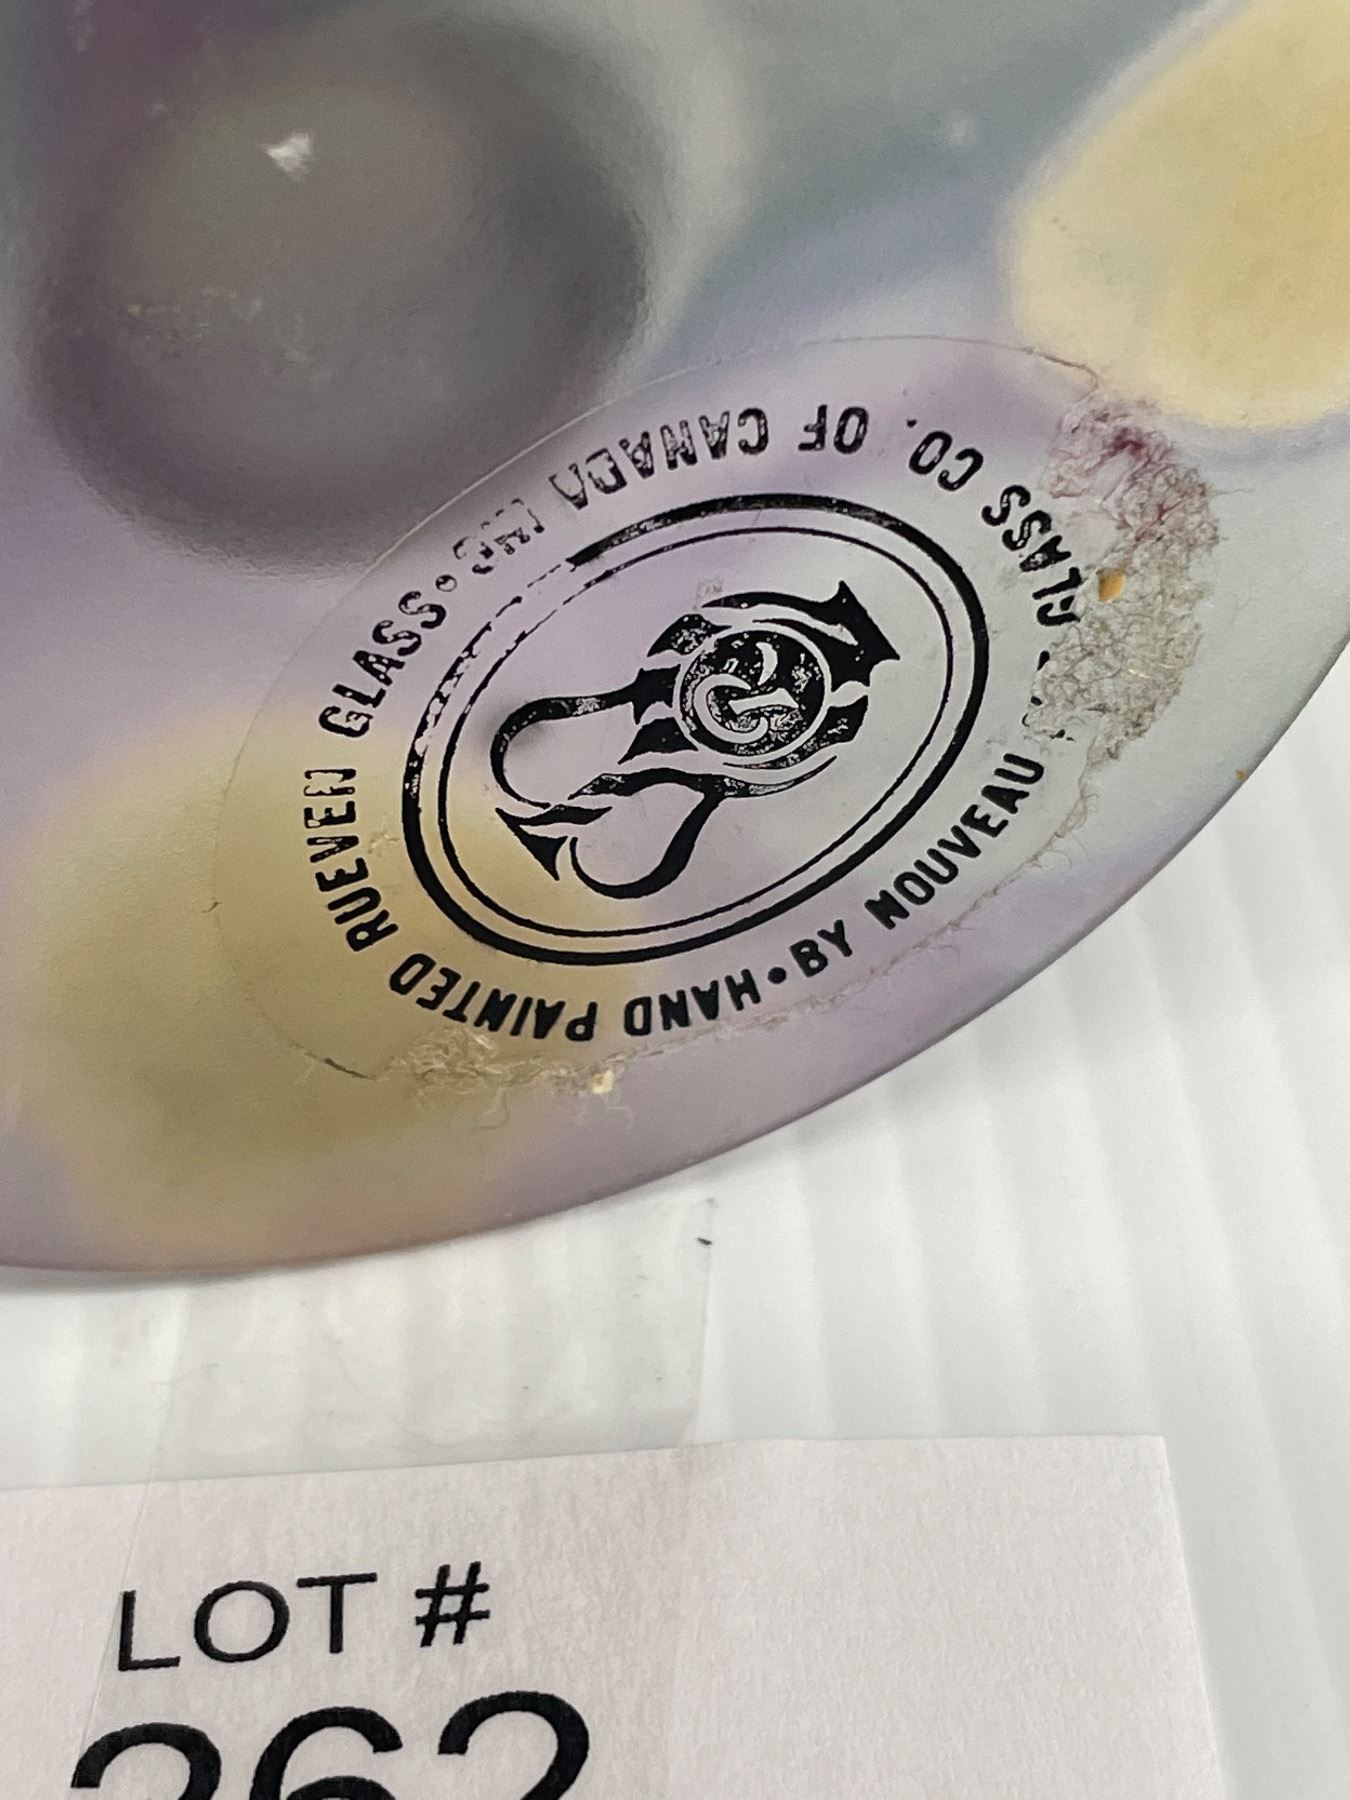 HAND PAINTED RUEVEN GLASS •
BY NOUVEAU GLASS CO. OF CANADA INC •
LOT #
262